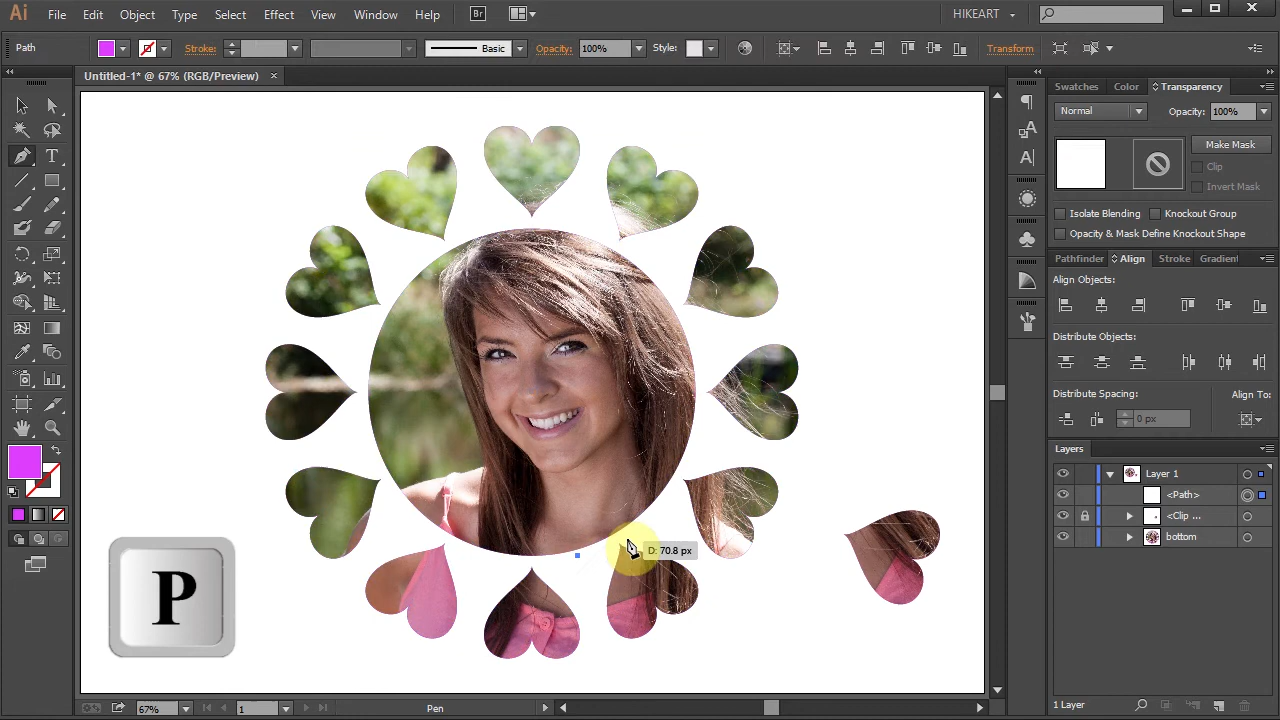 Ai File Edit Object Type Select Effect View Window Help Br HIKEART
Path Stroke: Basic Opacity: 100% Style: Transform
Untitled-1* @ 67% (RGB/Preview) ×
Swatches Color Transparency
Normal Opacity: 100%
Make Mask
Clip
Invert Mask
Isolate Blending Knockout Group
Opacity & Mask Define Knockout Shape
Pathfinder Align Stroke Gradient
Align Objects:
Distribute Objects:
Distribute Spacing: Align To:
0 px
Layers
Layer 1
<Path>
<Clip ...
bottom
D: 70.8 px
P
67% 1 Pen
1 Layer